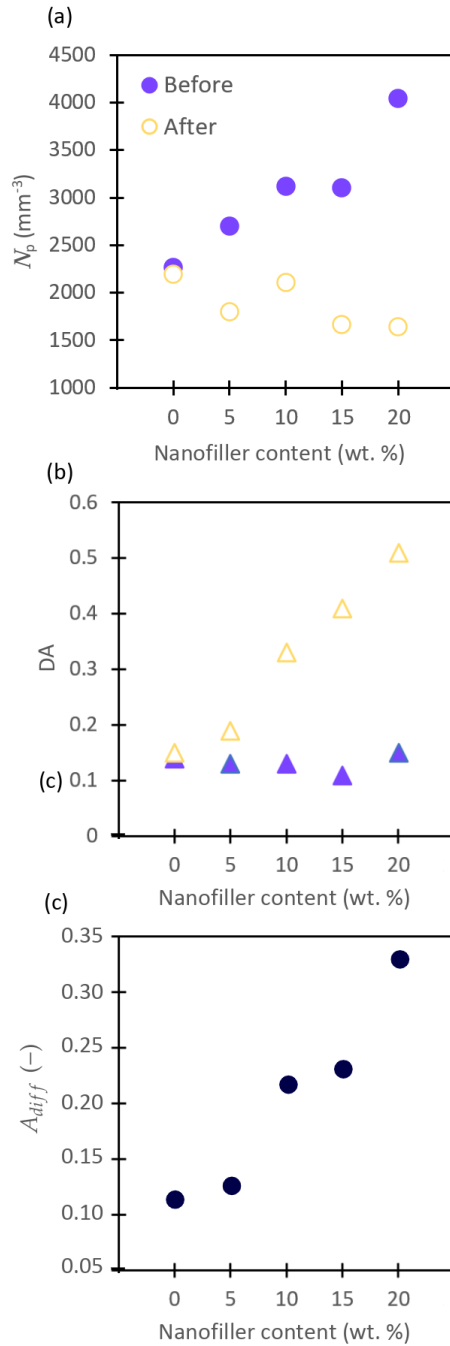 (a)
4500
4000
3500
3000
2500
2000
1500
1000
Before
After
Nₚ (mm⁻³)
0 5 10 15 20
Nanofiller content (wt. %)
(b)
0.6
0.5
0.4
0.3
0.2
0.1
0
DA
(c)
0 5 10 15 20
Nanofiller content (wt. %)
(c)
0.35
0.30
0.25
0.20
0.15
0.10
0.05
A_diff (−)
0 5 10 15 20
Nanofiller content (wt. %)